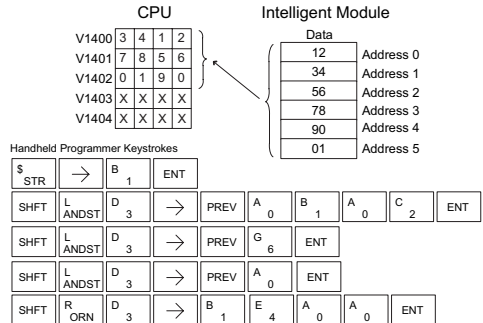 CPU Intelligent Module
Data
V1400 3 4 1 2
V1401 7 8 5 6
V1402 0 1 9 0
V1403 X X X X
V1404 X X X X
12 Address 0
34 Address 1
56 Address 2
78 Address 3
90 Address 4
01 Address 5
Handheld Programmer Keystrokes
$ STR → B 1 ENT
SHFT L ANDST D 3 → PREV A 0 B 1 A 0 C 2 ENT
SHFT L ANDST D 3 → PREV G 6 ENT
SHFT L ANDST D 3 → PREV A 0 ENT
SHFT R ORN D 3 → B 1 E 4 A 0 A 0 ENT